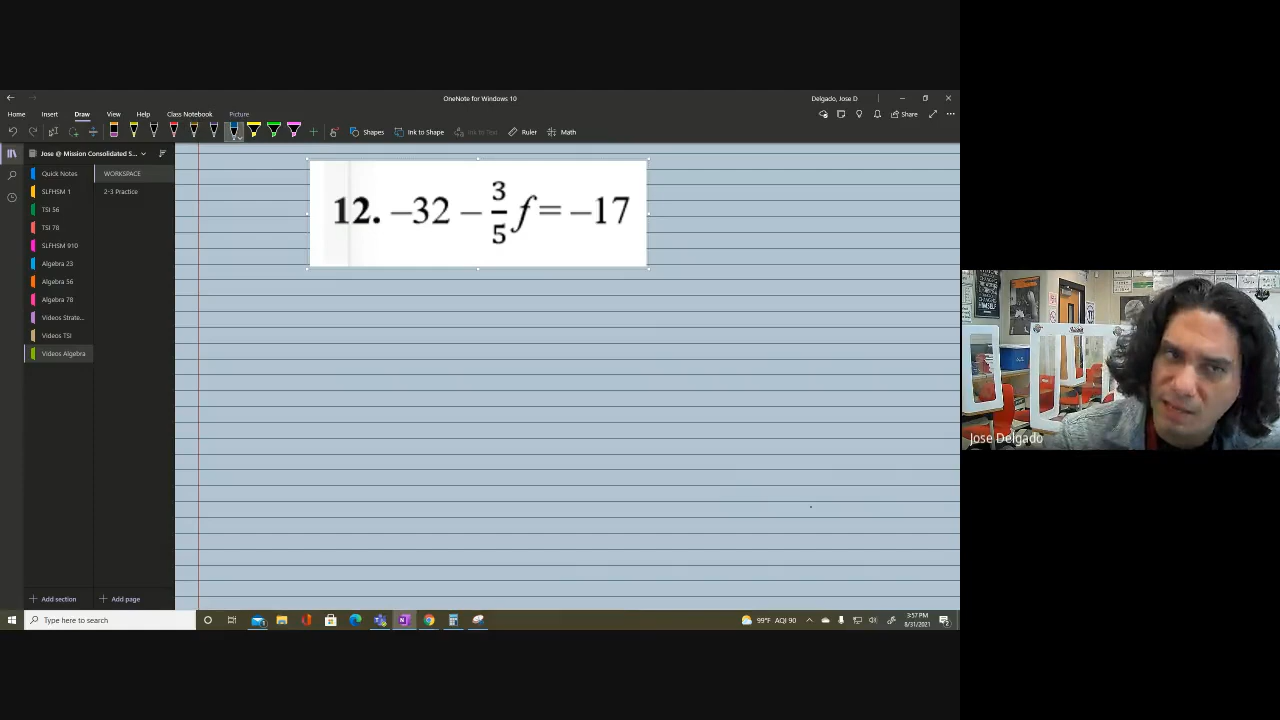 OneNote for Windows 10
Delgado, Jose D
Home Insert Draw View Help Class Notebook Picture
Share
Shapes Ink to Shape Ink to Text Ruler Math
Jose @ Mission Consolidated S...
Quick Notes
SLFHSM 1
TSI 56
TSI 78
SLFHSM 910
Algebra 23
Algebra 56
Algebra 78
Videos Strate...
Videos TSI
Videos Algebra
WORKSPACE
2-3 Practice
12. –32 – 3/5 f = –17
Jose Delgado
Add section
Add page
Type here to search
99°F AQI 90
3:57 PM
8/31/2021